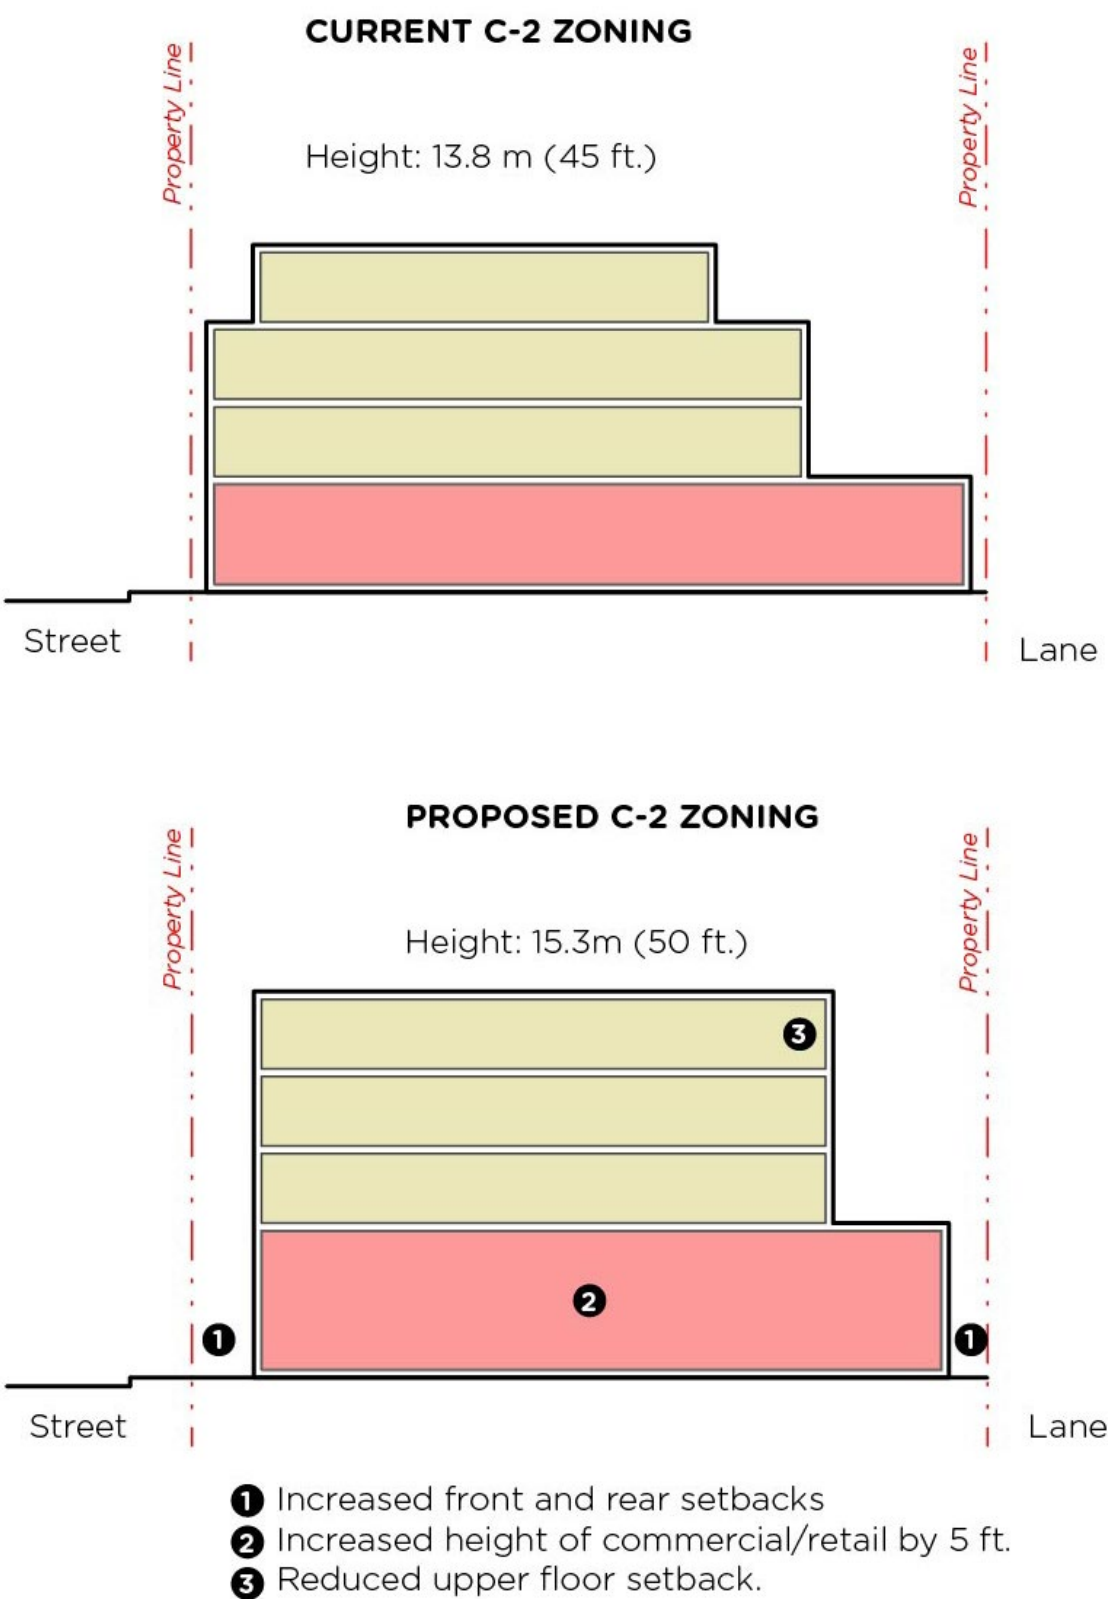 CURRENT C-2 ZONING
Property Line
Property Line
Height: 13.8 m (45 ft.)
Street
Lane
PROPOSED C-2 ZONING
Property Line
Property Line
Height: 15.3m (50 ft.)
3
2
1
1
Street
Lane
1 Increased front and rear setbacks
2 Increased height of commercial/retail by 5 ft.
3 Reduced upper floor setback.